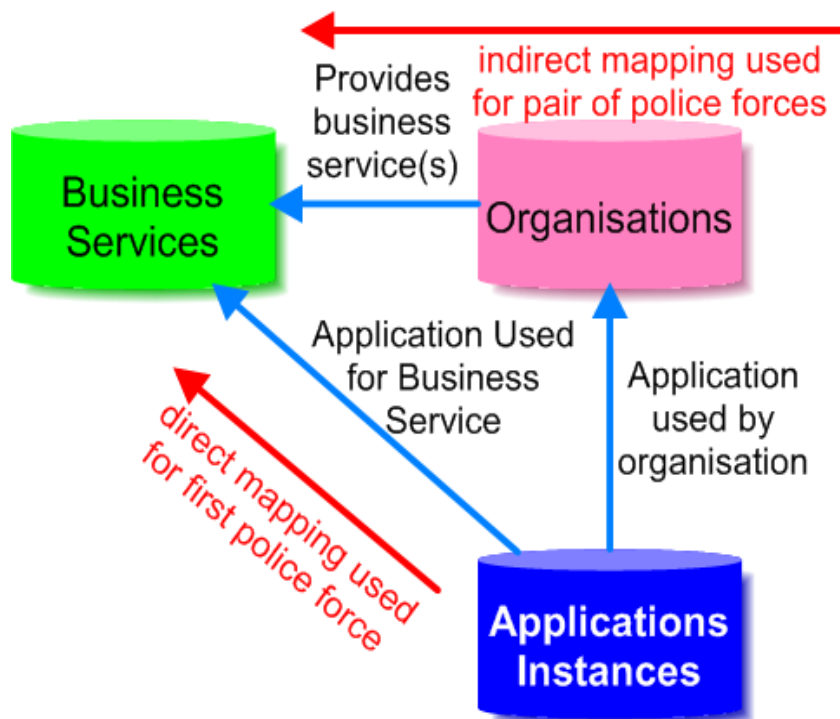 indirect mapping used
for pair of police forces
Provides
business
service(s)
Business
Services
Organisations
Application Used
for Business
Service
Application
used by
organisation
direct mapping used
for first police force
Applications
Instances